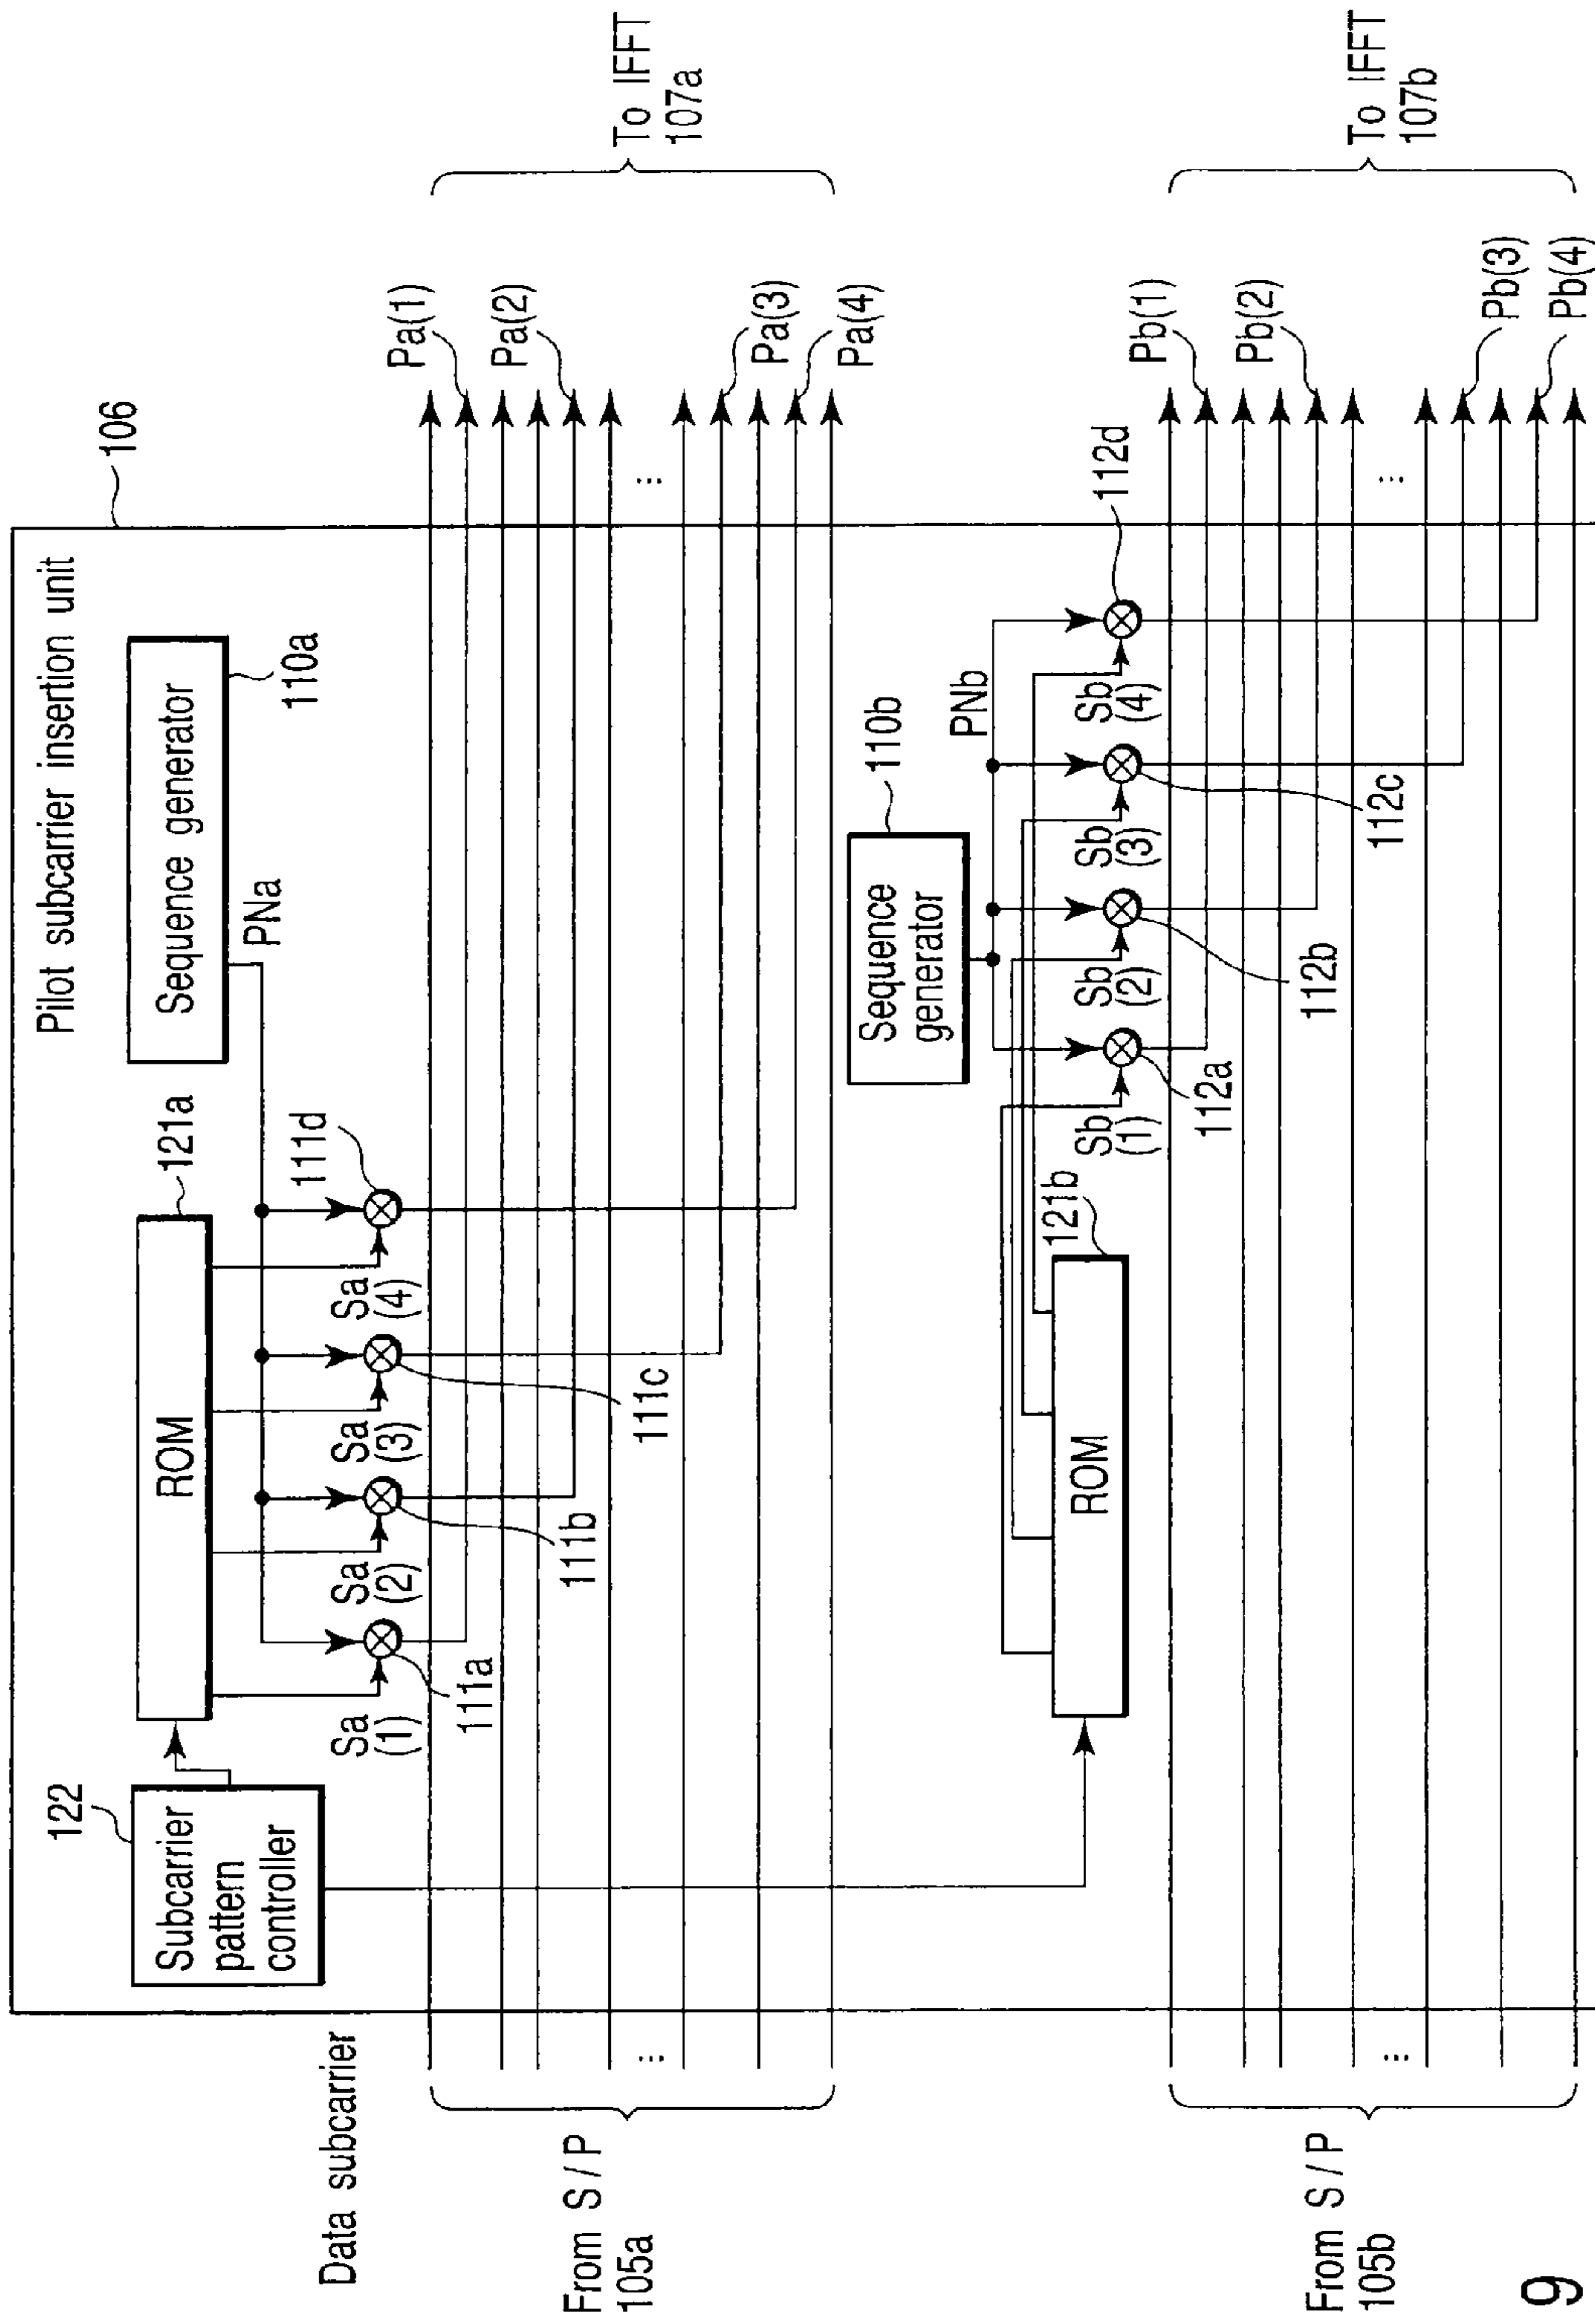 Pilot subcarrier insertion unit
106
122
Subcarrier
pattern
controller
ROM
121a
Sequence generator
110a
PNa
Sa
(1)
Sa
(2)
Sa
(3)
Sa
(4)
111a
111b
111c
111d
Data subcarrier
From S / P
105a
Pa(1)
Pa(2)
Pa(3)
Pa(4)
To IFFT
107a
Sequence
generator
110b
PNb
ROM
121b
Sb
(1)
Sb
(2)
Sb
(3)
Sb
(4)
112a
112b
112c
112d
From S / P
105b
Pb(1)
Pb(2)
Pb(3)
Pb(4)
To IFFT
107b
9